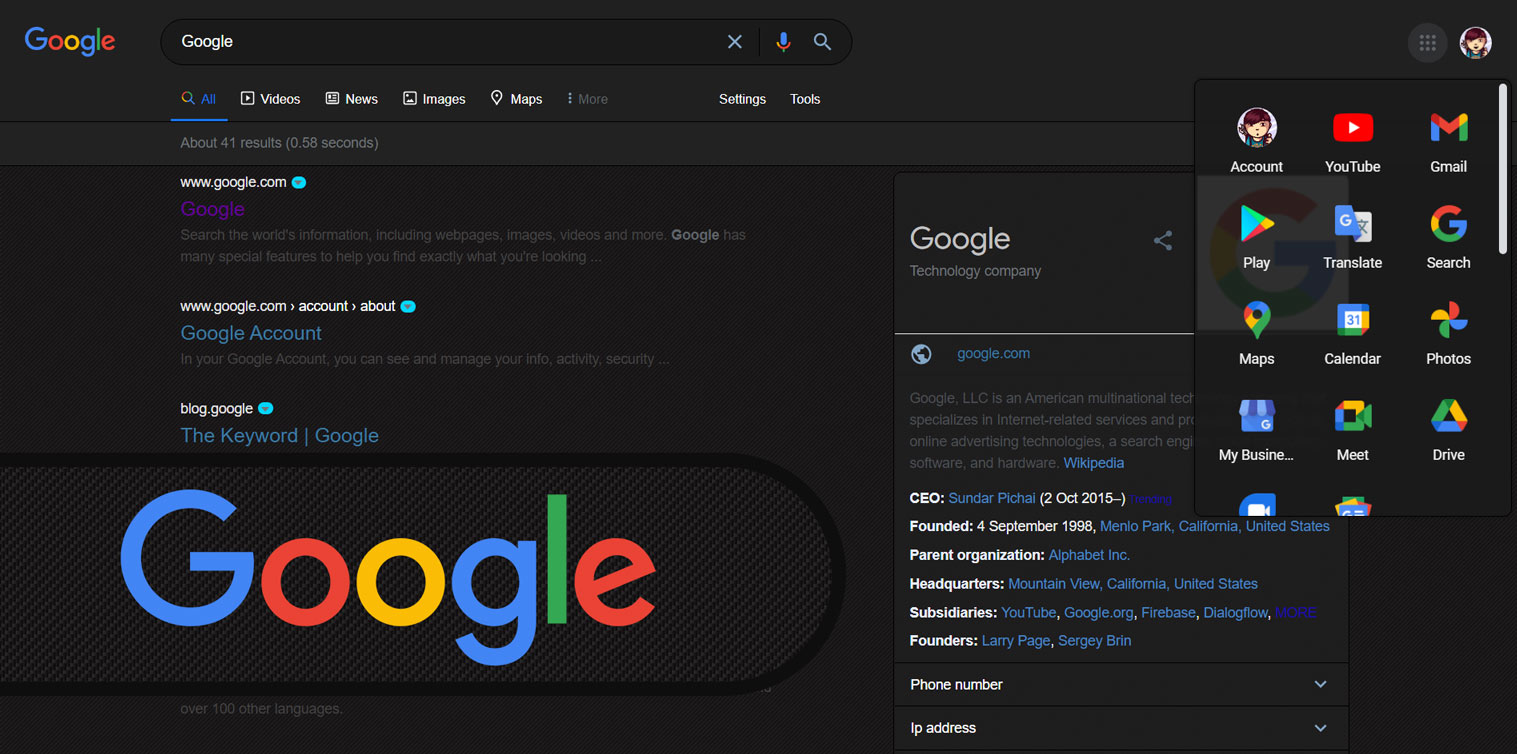 Google
Google
All Videos News Images Maps More Settings Tools
About 41 results (0.58 seconds)
www.google.com
Google
Search the world's information, including webpages, images, videos and more. Google
many special features to help you find exactly what you're looking ...
www.google.com › account › about
Google Account
In your Google Account, you can see and manage your info, activity, security ...
blog.google
The Keyword | Google
Google
over 100 other languages.
Google
Technology company
google.com
Google, LLC is an American multinational
specializes in Internet-related services and
online advertising technologies, a search
software, and hardware. Wikipedia
CEO: Sundar Pichai (2 Oct 2015–) Trending
Founded: 4 September 1998, Menlo Park, California, United States
Parent organization: Alphabet Inc.
Headquarters: Mountain View, California, United States
Subsidiaries: YouTube, Google.org, Firebase, Dialogflow, MORE
Founders: Larry Page, Sergey Brin
Phone number
Ip address
Account YouTube Gmail
G
Play Translate Search
31
Maps Calendar Photos
G
My Busine... Meet Drive